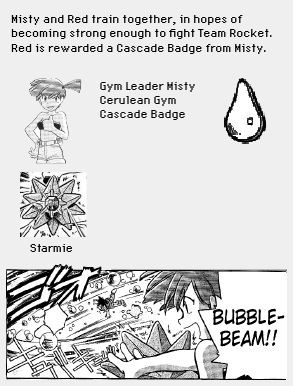 Misty and Red train together, in hopes of
becoming strong enough to fight Team Rocket.
Red is rewarded a Cascade Badge from Misty.
Gym Leader Misty
Cerulean Gym
Cascade Badge
Starmie
BUBBLE-
BEAM!!